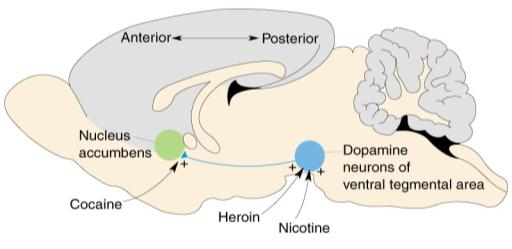 Anterior Posterior
Nucleus
accumbens
+
Dopamine
neurons of
ventral tegmental area
+ +
Cocaine
Heroin
Nicotine